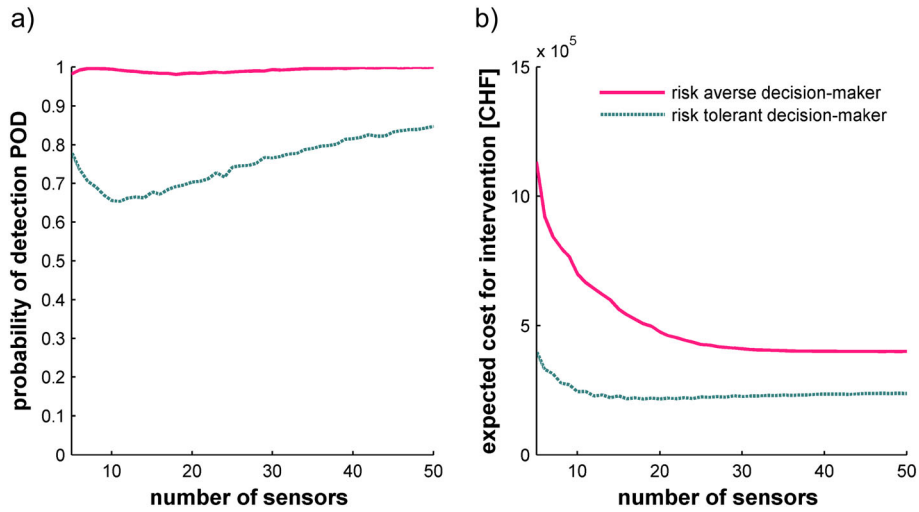 a)
probability of detection POD
1
0.9
0.8
0.7
0.6
0.5
0.4
0.3
0.2
0.1
0
10
20
30
40
50
number of sensors
b)
x 10⁵
expected cost for intervention [CHF]
15
10
5
0
risk averse decision-maker
risk tolerant decision-maker
10
20
30
40
50
number of sensors